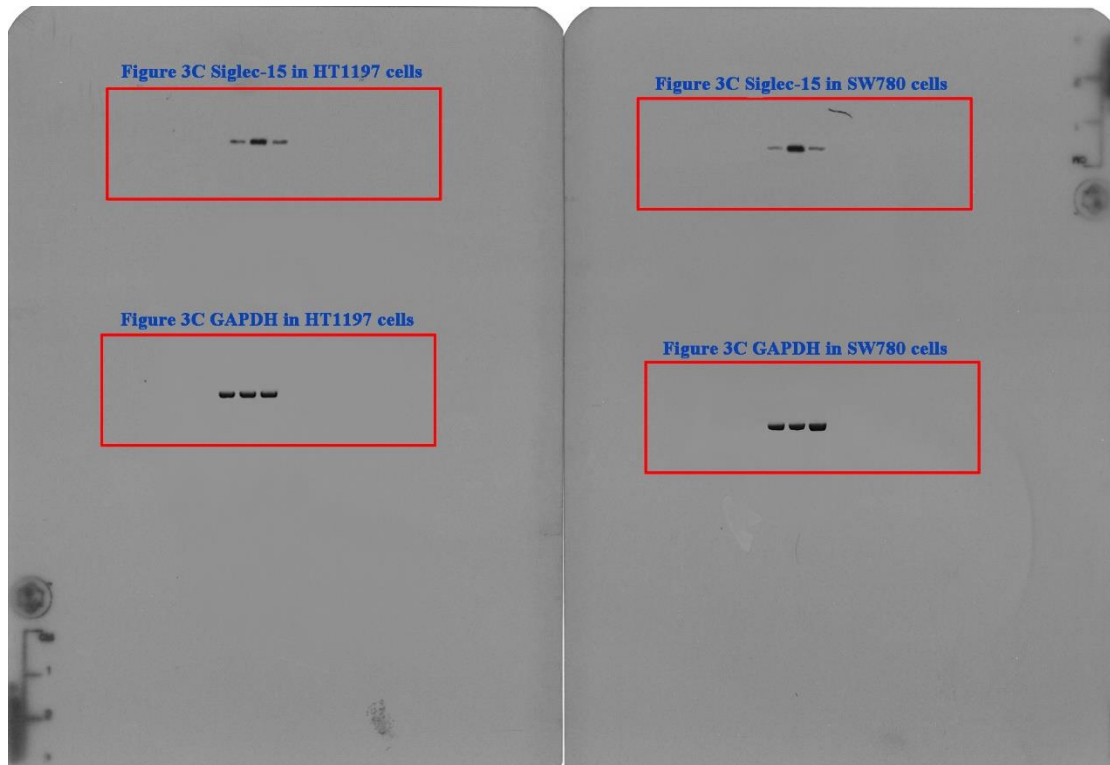 Figure 3C Siglec-15 in HT1197 cells
Figure 3C GAPDH in HT1197 cells
1
Figure 3C Siglec-15 in SW780 cells
Figure 3C GAPDH in SW780 cells